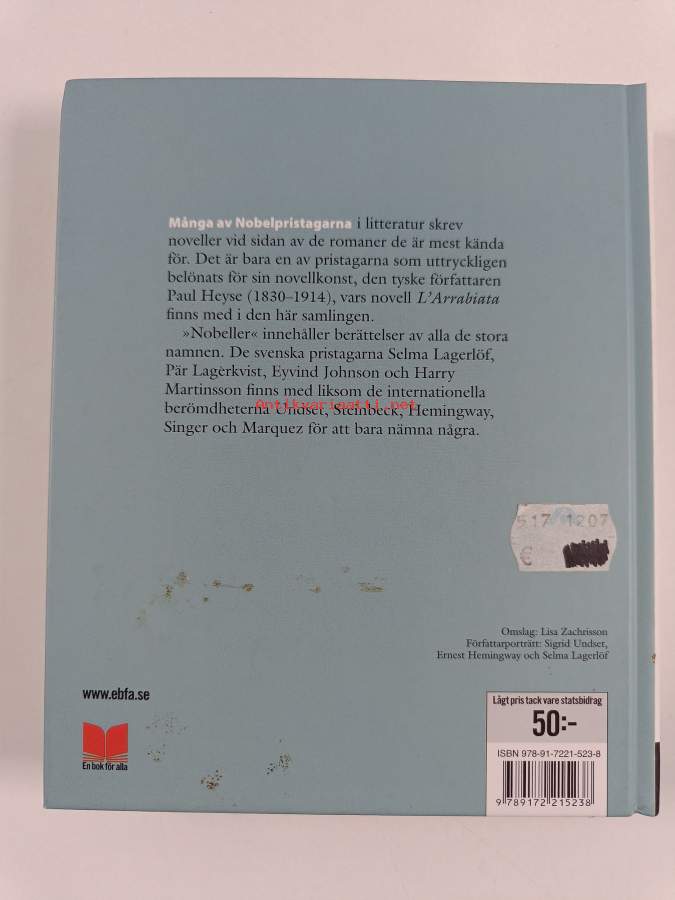 Många av Nobelpristagarna i litteratur skrev
noveller vid sidan av de romaner de är mest kända
för. Det är bara en av pristagarna som uttryckligen
belönats för sin novellkonst, den tyske författaren
Paul Heyse (1830–1914), vars novell L’Arrabiata
finns med i den här samlingen.
»Nobeller« innehåller berättelser av alla de stora
namnen. De svenska pristagarna Selma Lagerlöf,
Pär Lagerkvist, Eyvind Johnson och Harry
Martinsson finns med liksom de internationella
berömdheterna Undset, Steinbeck, Hemingway,
Antikvariaatti.net
Singer och Marquez för att bara nämna några.
517 1207
€
Omslag: Lisa Zachrisson
Författarporträtt: Sigrid Undset,
Ernest Hemingway och Selma Lagerlöf
www.ebfa.se
En bok för alla
Lågt pris tack vare statsbidrag
50:-
ISBN 978-91-7221-523-8
9 789172 215238